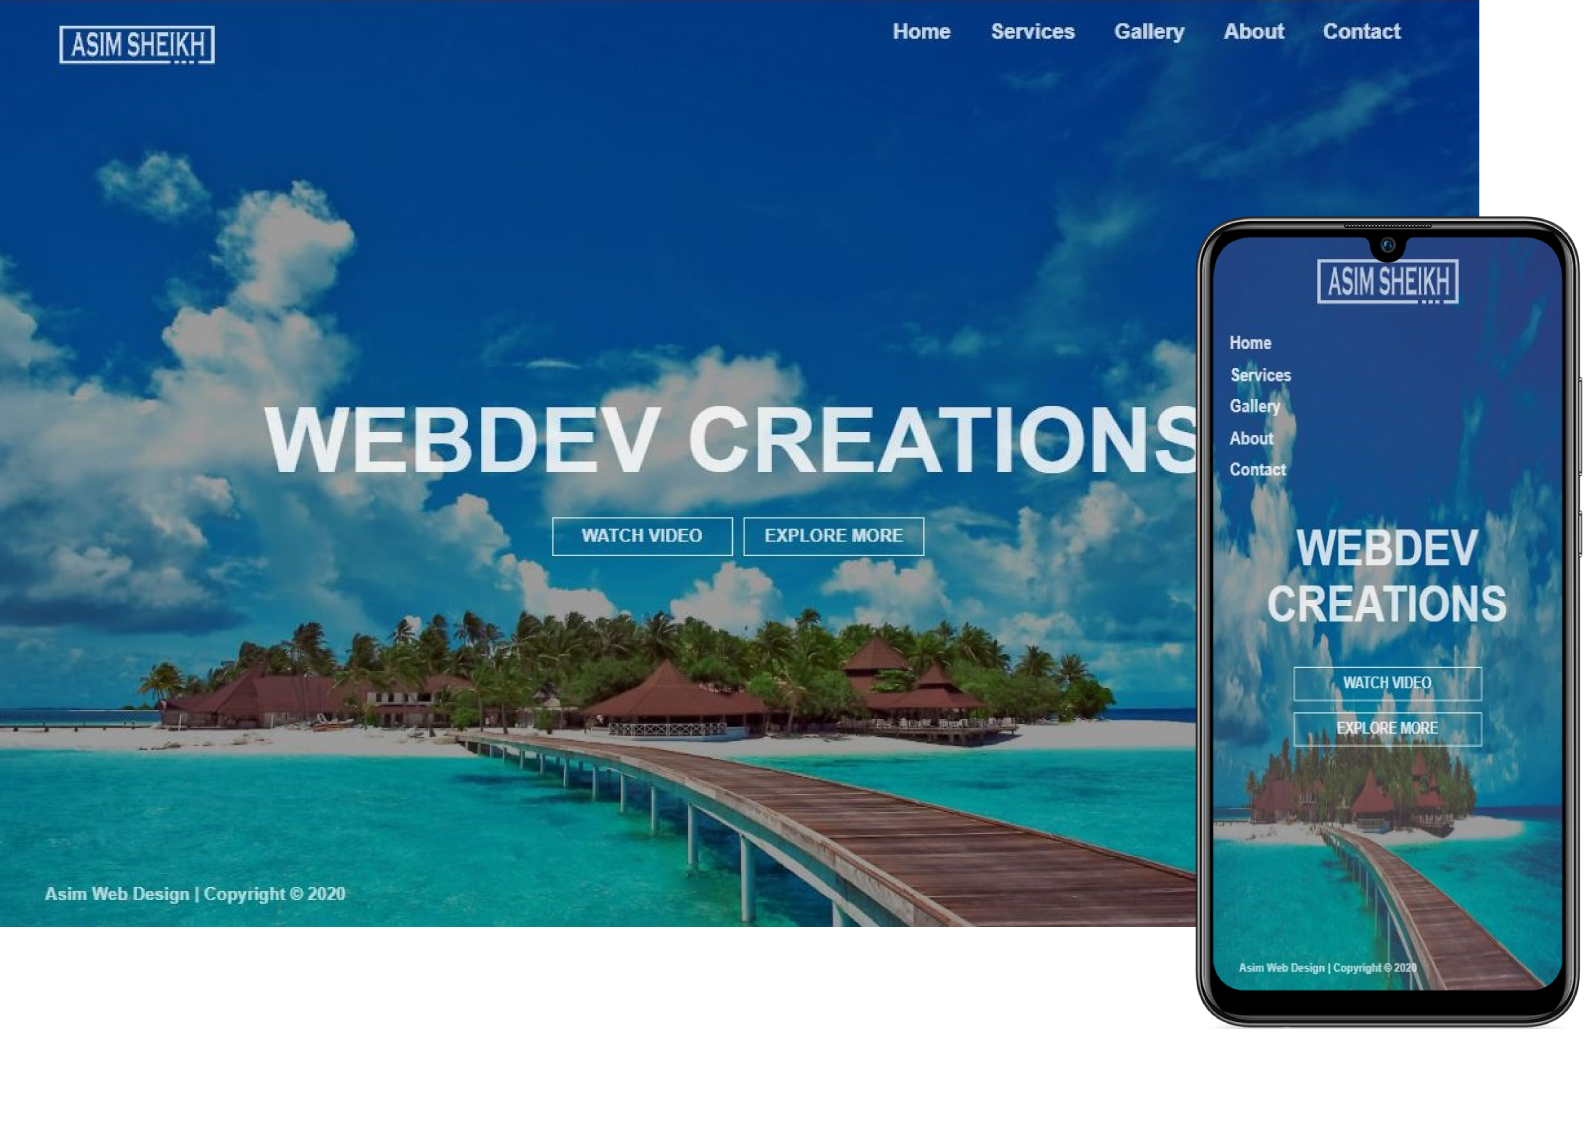 ASIM SHEIKH
Home Services Gallery About Contact
WEBDEV CREATIONS
WATCH VIDEO EXPLORE MORE
Asim Web Design | Copyright © 2020
ASIM SHEIKH
Home
Services
Gallery
About
Contact
WEBDEV
CREATIONS
WATCH VIDEO
EXPLORE MORE
Asim Web Design | Copyright © 2020